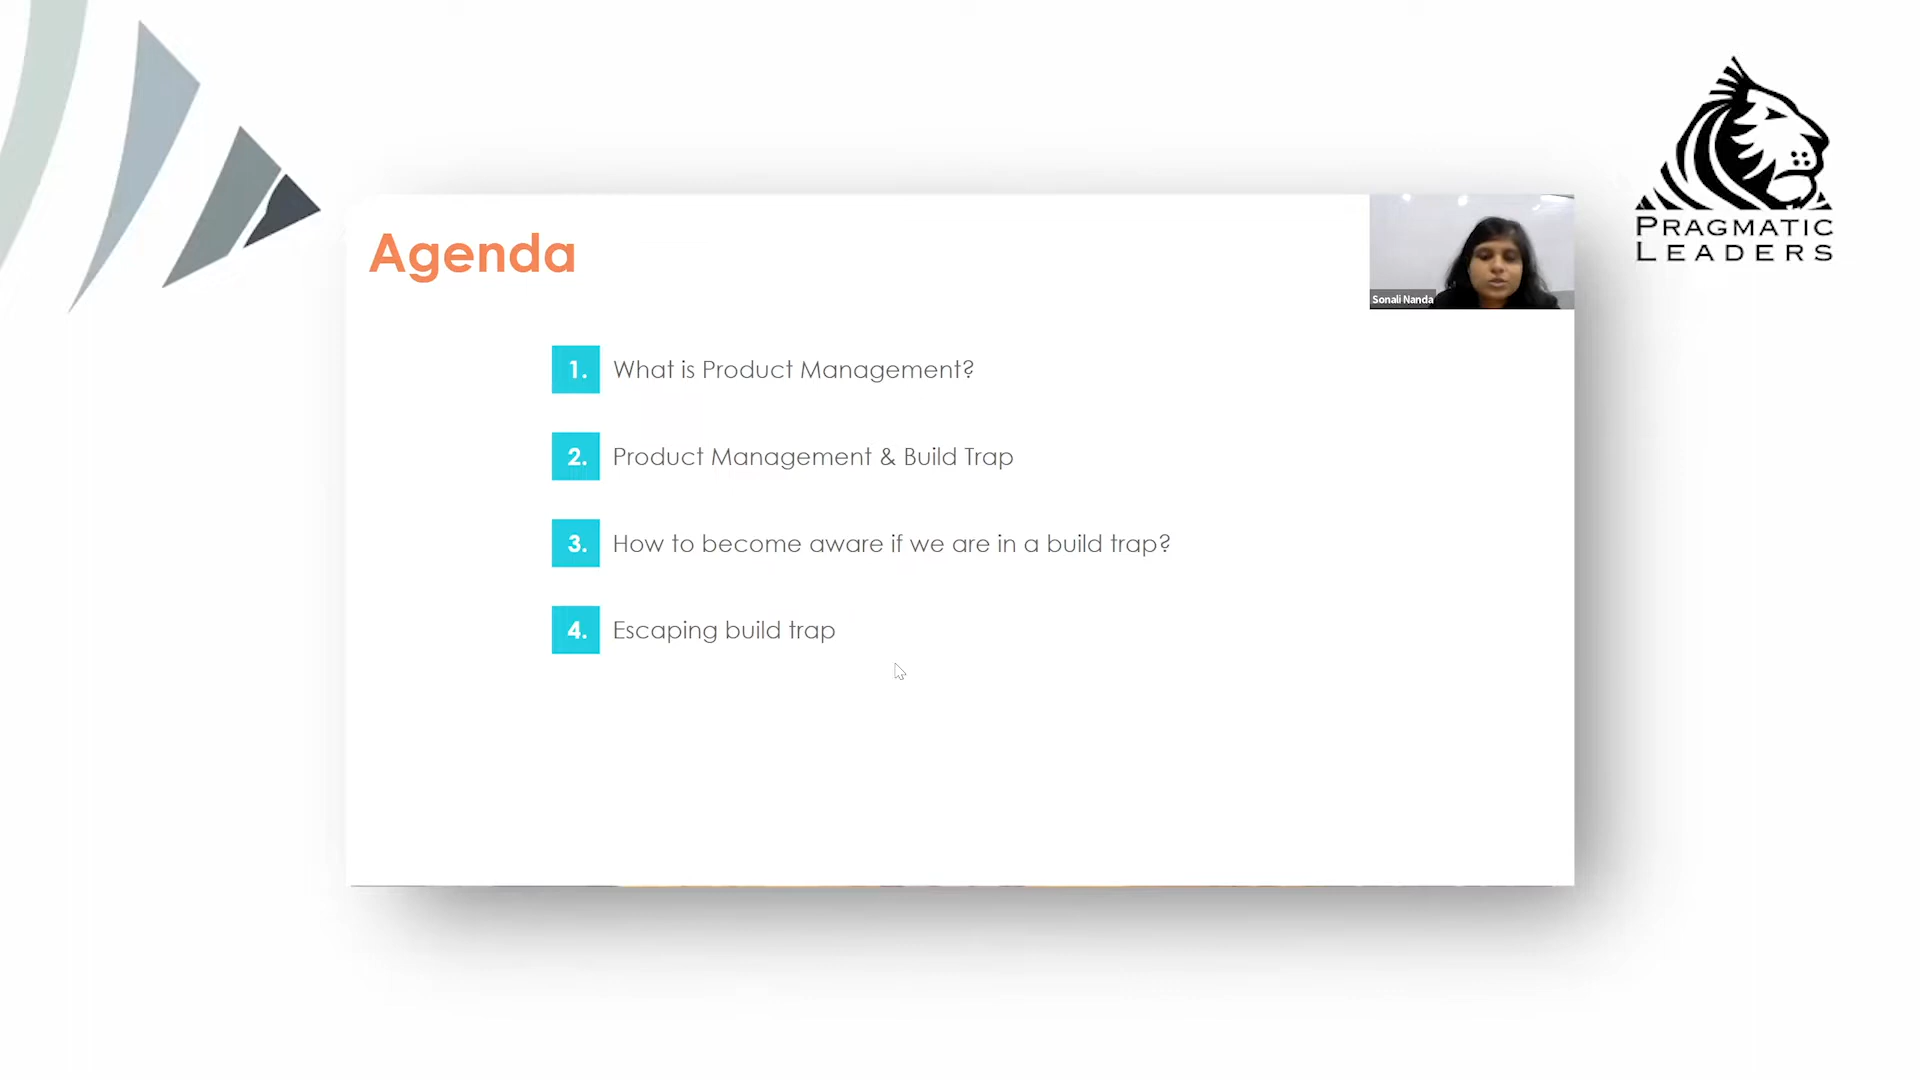 PRAGMATIC
LEADERS
Agenda
Sonali Nanda
1. What is Product Management?
2. Product Management & Build Trap
3. How to become aware if we are in a build trap?
4. Escaping build trap